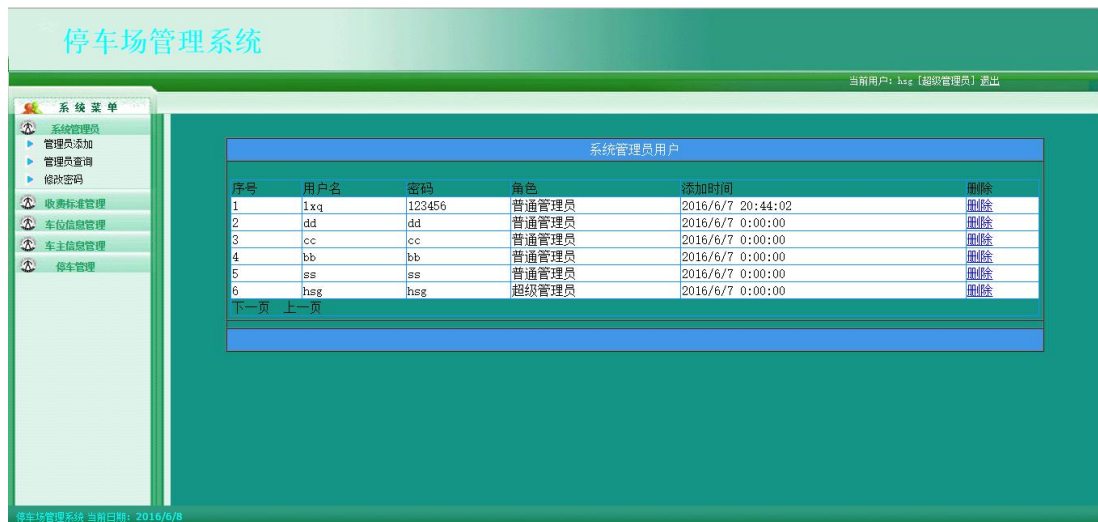 停车场管理系统
当前用户：hsg [超级管理员] 退出
系统菜单
系统管理员
管理员添加
管理员查询
修改密码
收费标准管理
车位信息管理
车主信息管理
停车管理
系统管理员用户
序号 用户名 密码 角色 添加时间 删除
1 lxq 123456 普通管理员 2016/6/7 20:44:02 删除
2 dd dd 普通管理员 2016/6/7 0:00:00 删除
3 cc cc 普通管理员 2016/6/7 0:00:00 删除
4 bb bb 普通管理员 2016/6/7 0:00:00 删除
5 ss ss 普通管理员 2016/6/7 0:00:00 删除
6 hsg hsg 超级管理员 2016/6/7 0:00:00 删除
下一页 上一页
停车场管理系统 当前日期：2016/6/8